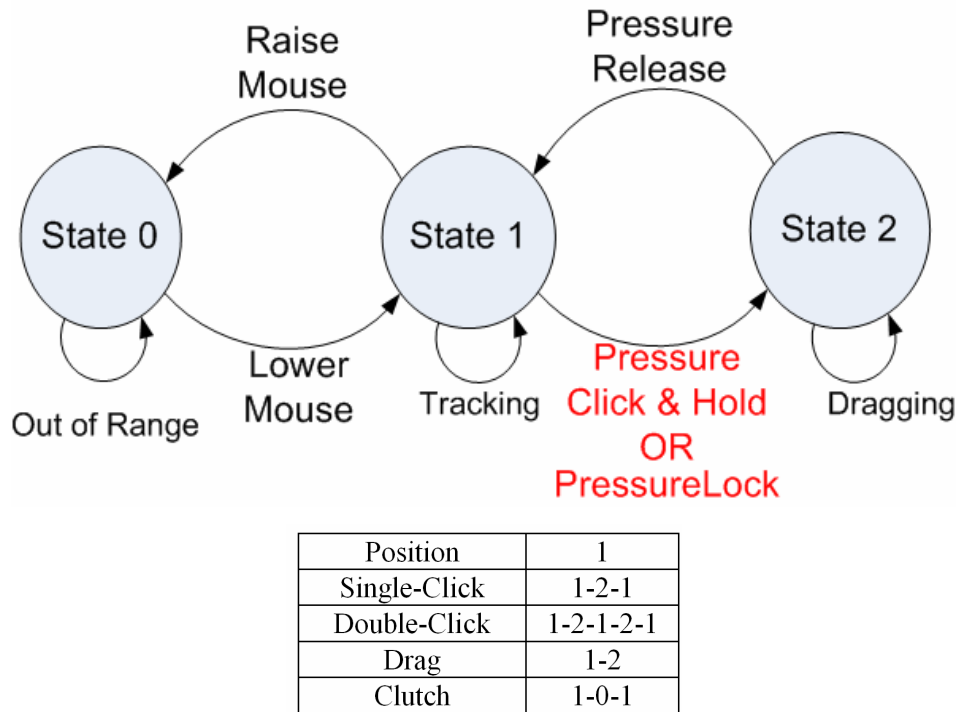 Raise
Mouse
Pressure
Release
State 0
State 1
State 2
Lower
Mouse
Out of Range
Tracking
Pressure
Click & Hold
OR
PressureLock
Dragging
Position 1
Single-Click 1-2-1
Double-Click 1-2-1-2-1
Drag 1-2
Clutch 1-0-1